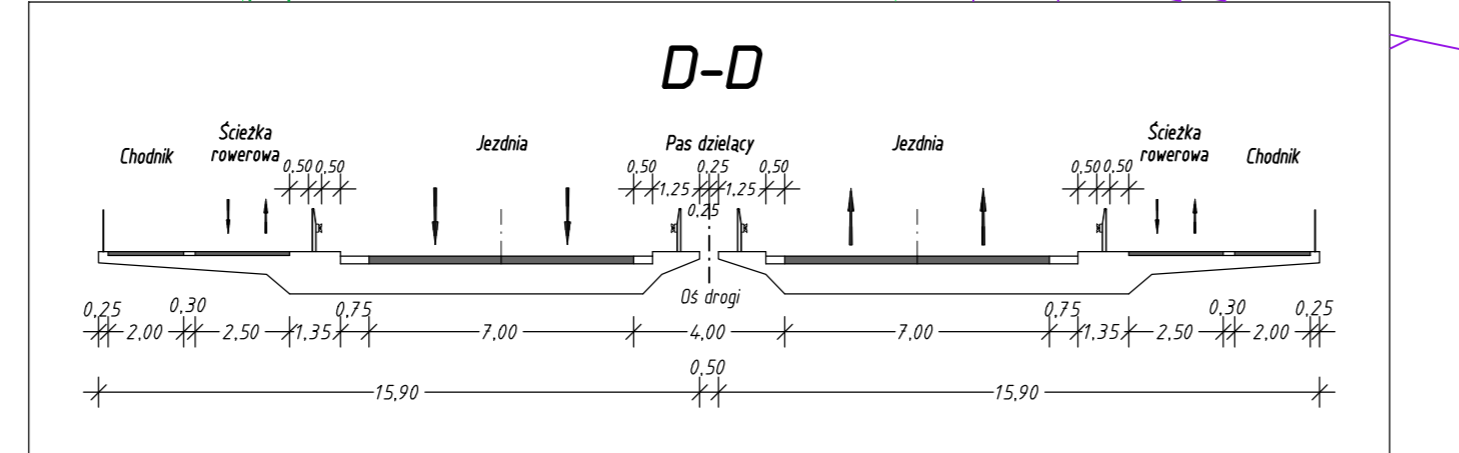 D-D
Chodnik
Ścieżka
rowerowa
0,50 0,50
Jezdnia
Pas dzielący
0,50
1,25
0,25
0,25
1,25
0,50
Jezdnia
0,50 0,50
Ścieżka
rowerowa
Chodnik
Oś drogi
0,25 2,00 0,30 2,50 1,35 0,75 7,00 4,00 7,00 0,75 1,35 2,50 0,30 2,00 0,25
15,90 0,50 15,90